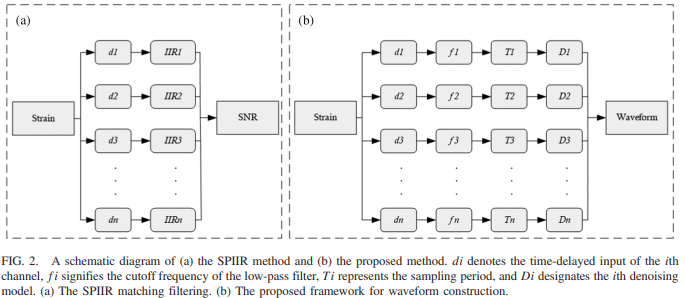 (a)
(b)
d1 IIR1
d2 IIR2
Strain SNR
d3 IIR3
. .
. .
. .
dn IIRn
d1 f1 T1 D1
d2 f2 T2 D2
Strain Waveform
d3 f3 T3 D3
. . . .
. . . .
. . . .
dn fn Tn Dn
FIG. 2. A schematic diagram of (a) the SPIIR method and (b) the proposed method. di denotes the time-delayed input of the ith
channel, fi signifies the cutoff frequency of the low-pass filter, Ti represents the sampling period, and Di designates the ith denoising
model. (a) The SPIIR matching filtering. (b) The proposed framework for waveform construction.